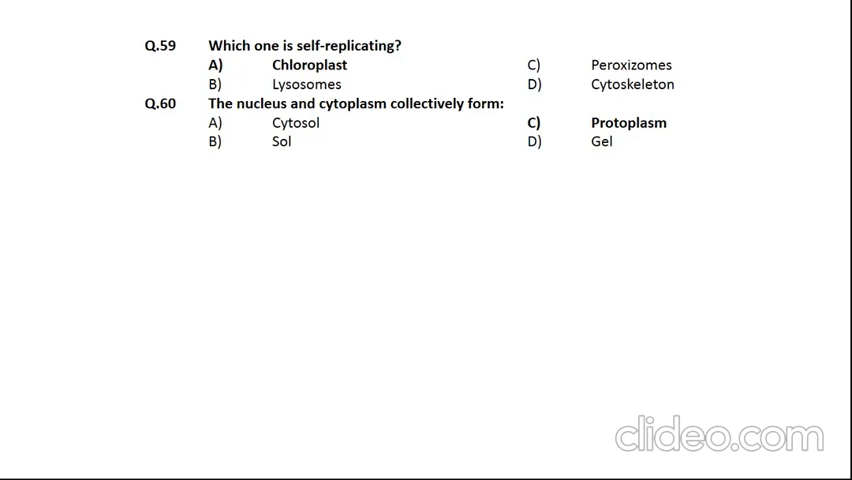 Q.59 Which one is self-replicating?
A) Chloroplast C) Peroxizomes
B) Lysosomes D) Cytoskeleton
Q.60 The nucleus and cytoplasm collectively form:
A) Cytosol C) Protoplasm
B) Sol D) Gel
clideo.com